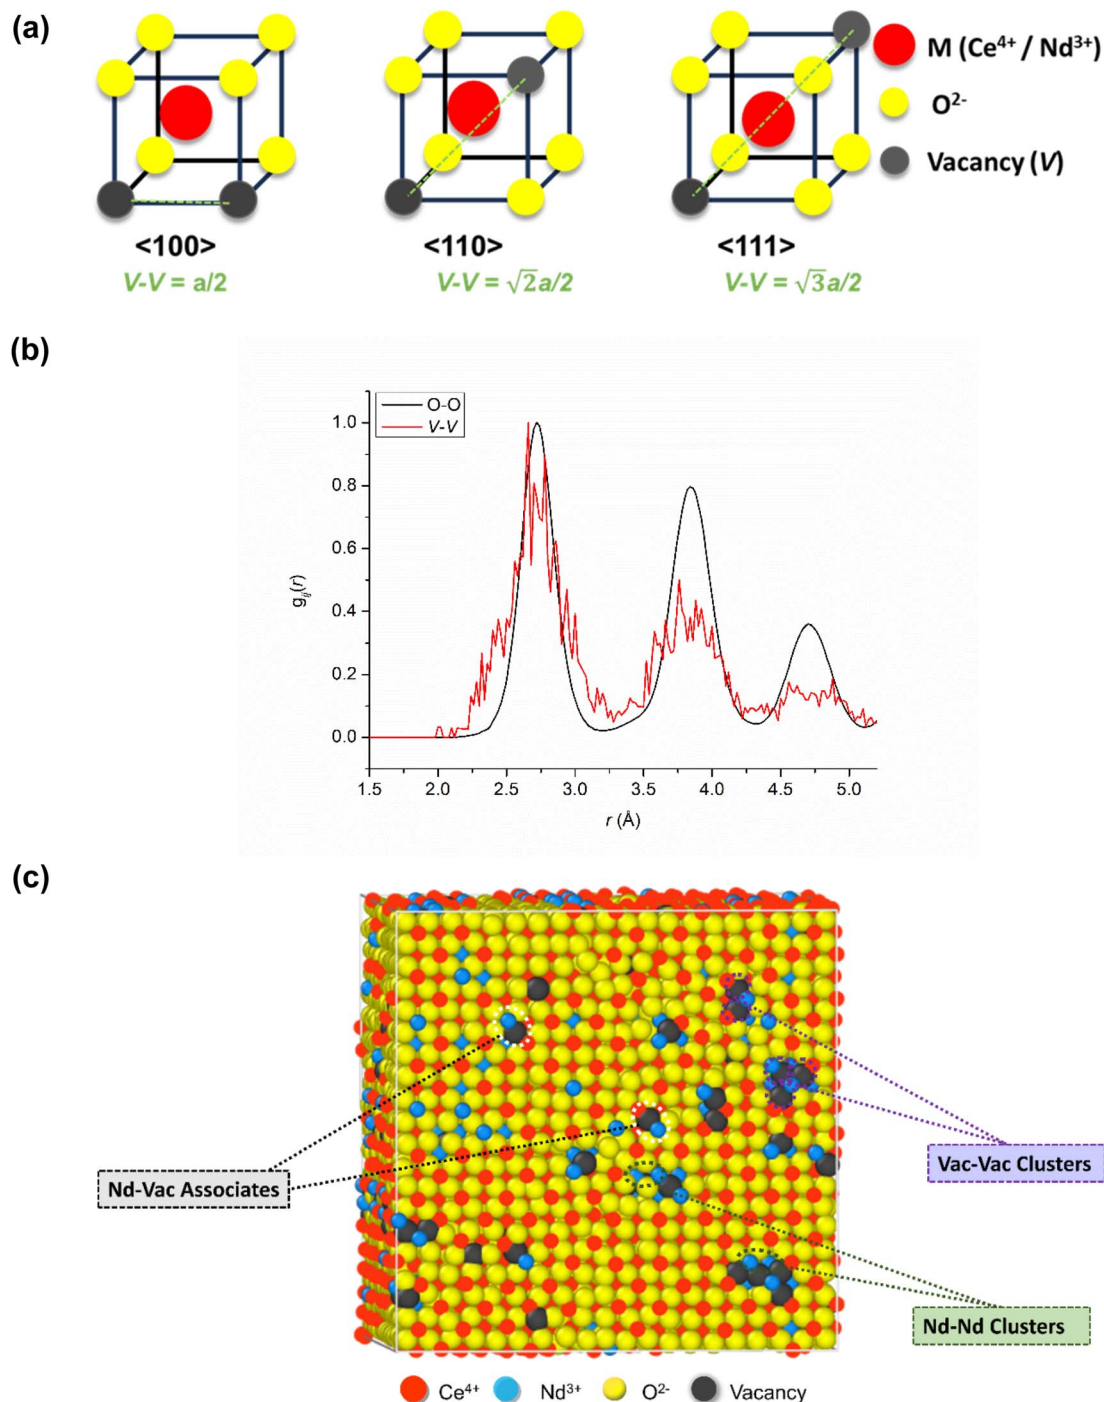 (a)
M (Ce⁴⁺ / Nd³⁺)
O²⁻
Vacancy (V)
<100> <110> <111>
V-V = a/2 V-V = √2a/2 V-V = √3a/2
(b)
O-O
V-V
1.0
0.8
0.6
0.4
0.2
0.0
gᵢⱼ(r)
1.5 2.0 2.5 3.0 3.5 4.0 4.5 5.0
r (Å)
(c)
Nd-Vac Associates
Vac-Vac Clusters
Nd-Nd Clusters
Ce⁴⁺ Nd³⁺ O²⁻ Vacancy